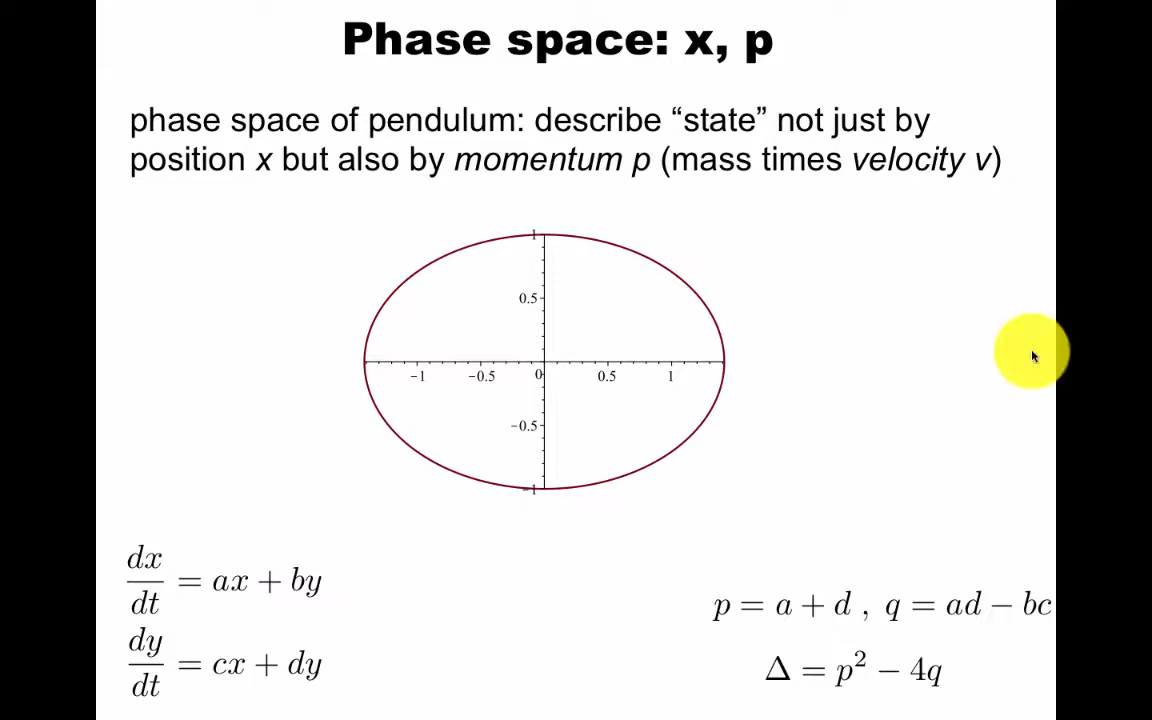 Phase space: x, p
phase space of pendulum: describe “state” not just by
position x but also by momentum p (mass times velocity v)
1
0.5
−1 −0.5 0 0.5 1
−0.5
−1
dx/dt = ax + by
dy/dt = cx + dy
p = a + d , q = ad − bc
Δ = p² − 4q